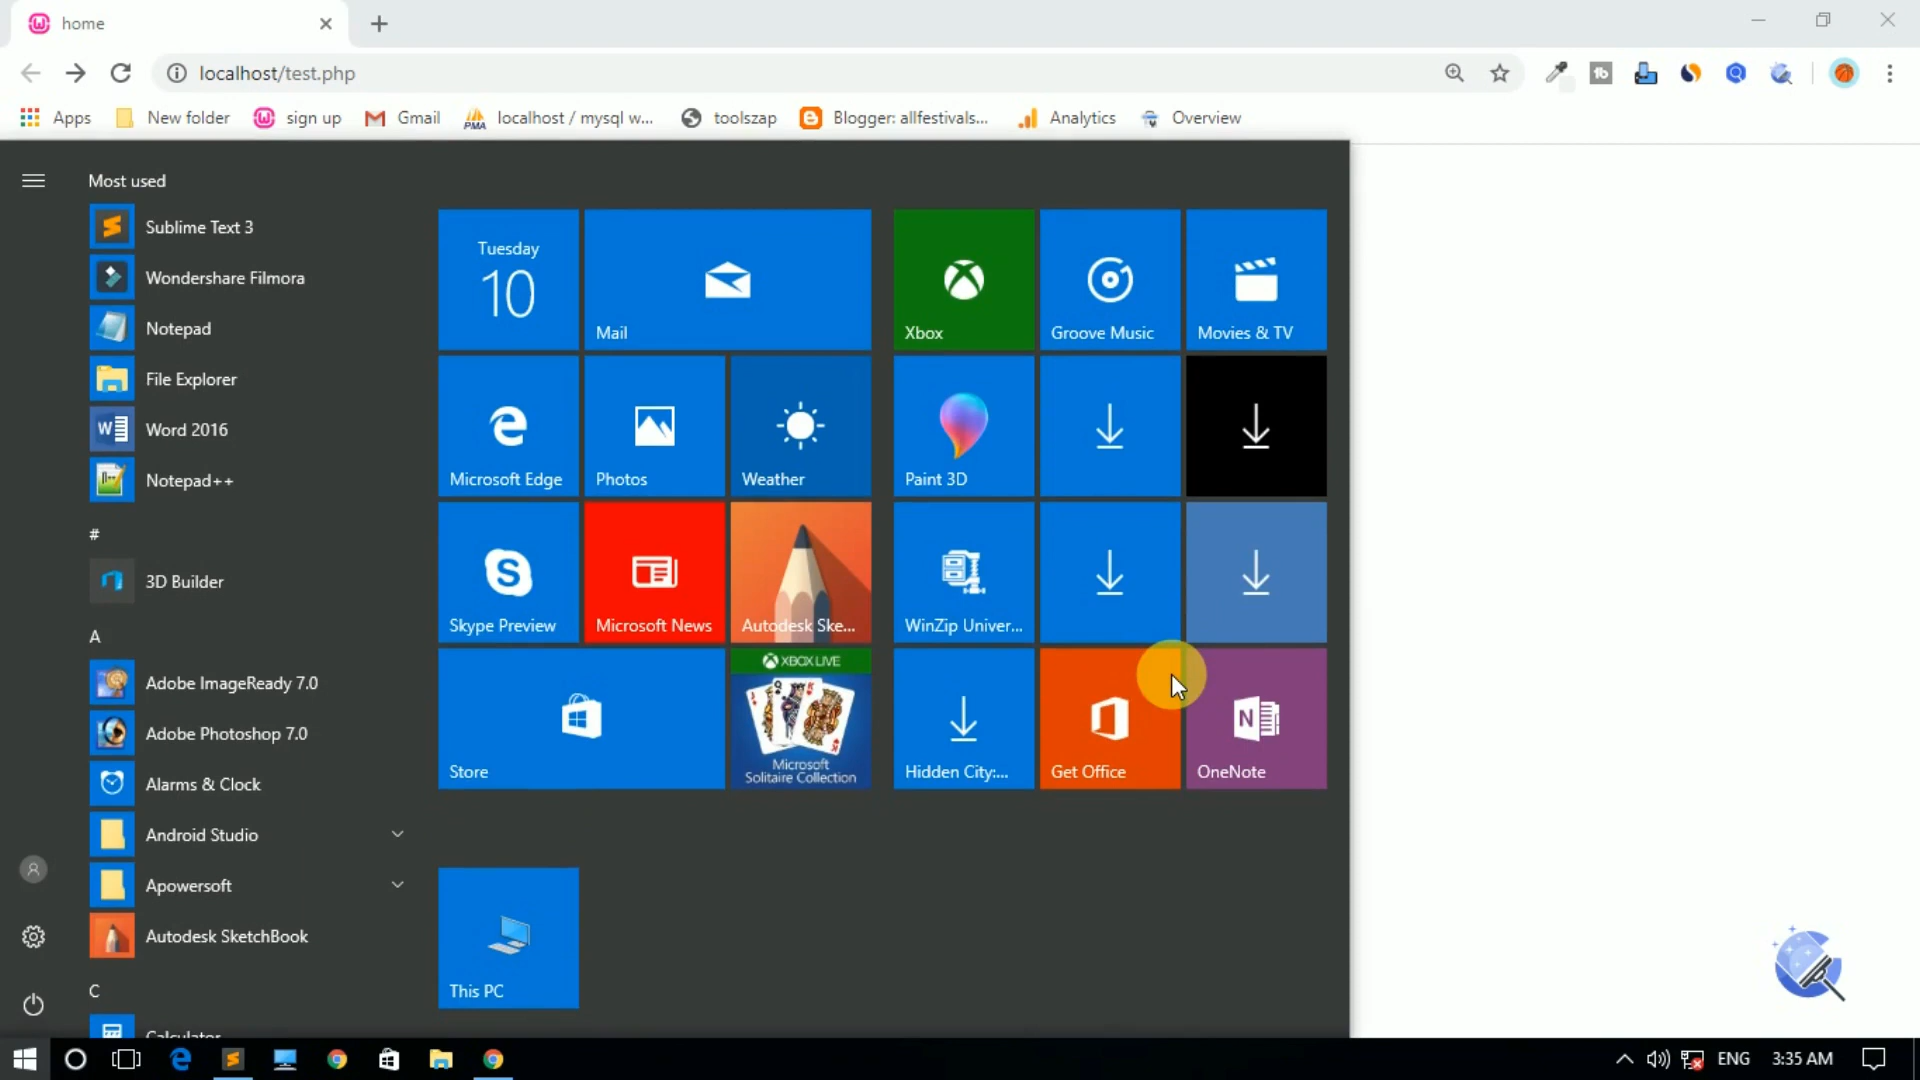 home
localhost/test.php
Apps
New folder
sign up
Gmail
localhost / mysql w...
toolszap
Blogger: allfestivals...
Analytics
Overview
Most used
Sublime Text 3
Wondershare Filmora
Notepad
File Explorer
Word 2016
Notepad++
#
3D Builder
A
Adobe ImageReady 7.0
Adobe Photoshop 7.0
Alarms & Clock
Android Studio
Apowersoft
Autodesk SketchBook
C
Calculator
Tuesday
10
Mail
Xbox
Groove Music
Movies & TV
Microsoft Edge
Photos
Weather
Paint 3D
Skype Preview
Microsoft News
Autodesk Ske...
WinZip Univer...
Store
XBOX LIVE
Microsoft
Solitaire Collection
Hidden City:...
Get Office
OneNote
This PC
ENG
3:35 AM